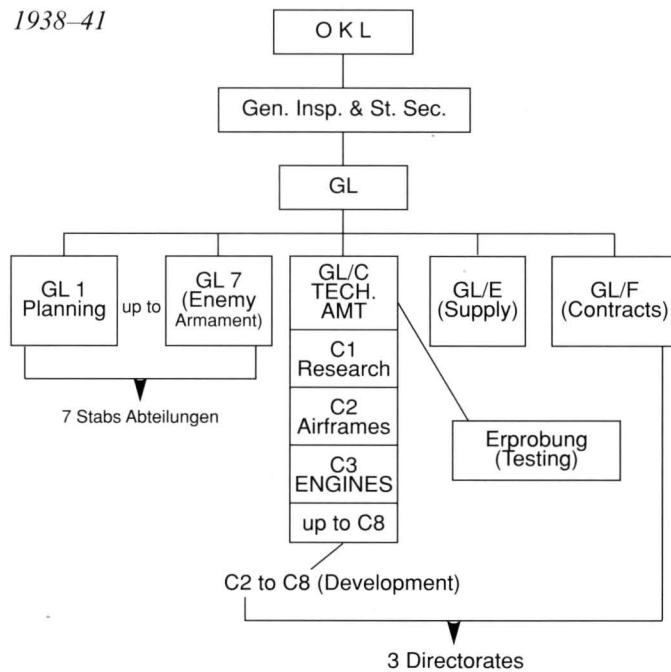 1938–41
O K L
Gen. Insp. & St. Sec.
GL
GL 1
Planning
up to
GL 7
(Enemy
Armament)
GL/C
TECH.
AMT
GL/E
(Supply)
GL/F
(Contracts)
C1
Research
7 Stabs Abteilungen
C2
Airframes
Erprobung
(Testing)
C3
ENGINES
up to C8
C2 to C8 (Development)
3 Directorates